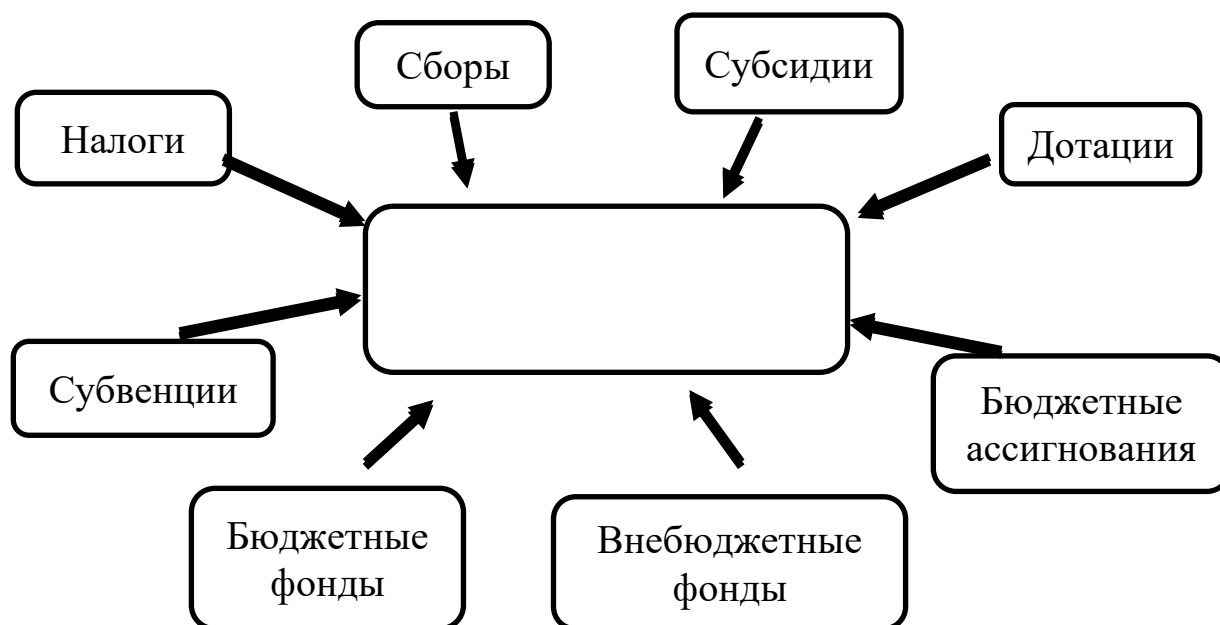 Сборы
Субсидии
Налоги
Дотации
Субвенции
Бюджетные
ассигнования
Бюджетные
фонды
Внебюджетные
фонды